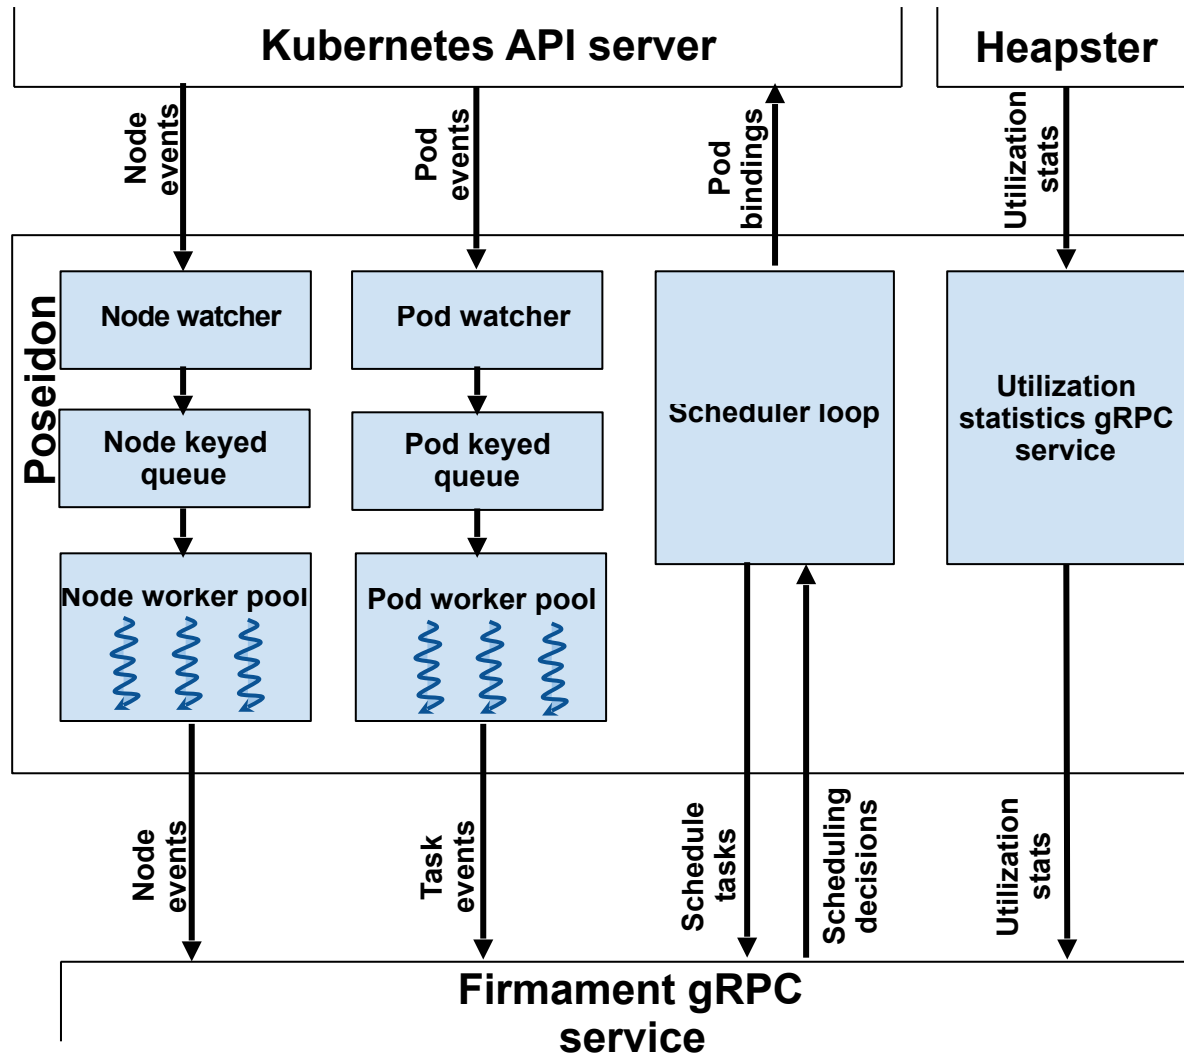 Kubernetes API server
Heapster
Node
events
Pod
events
Pod
bindings
Utilization
stats
Poseidon
Node watcher
Pod watcher
Scheduler loop
Utilization
statistics gRPC
service
Node keyed
queue
Pod keyed
queue
Node worker pool
Pod worker pool
Node
events
Task
events
Schedule
tasks
Scheduling
decisions
Utilization
stats
Firmament gRPC
service